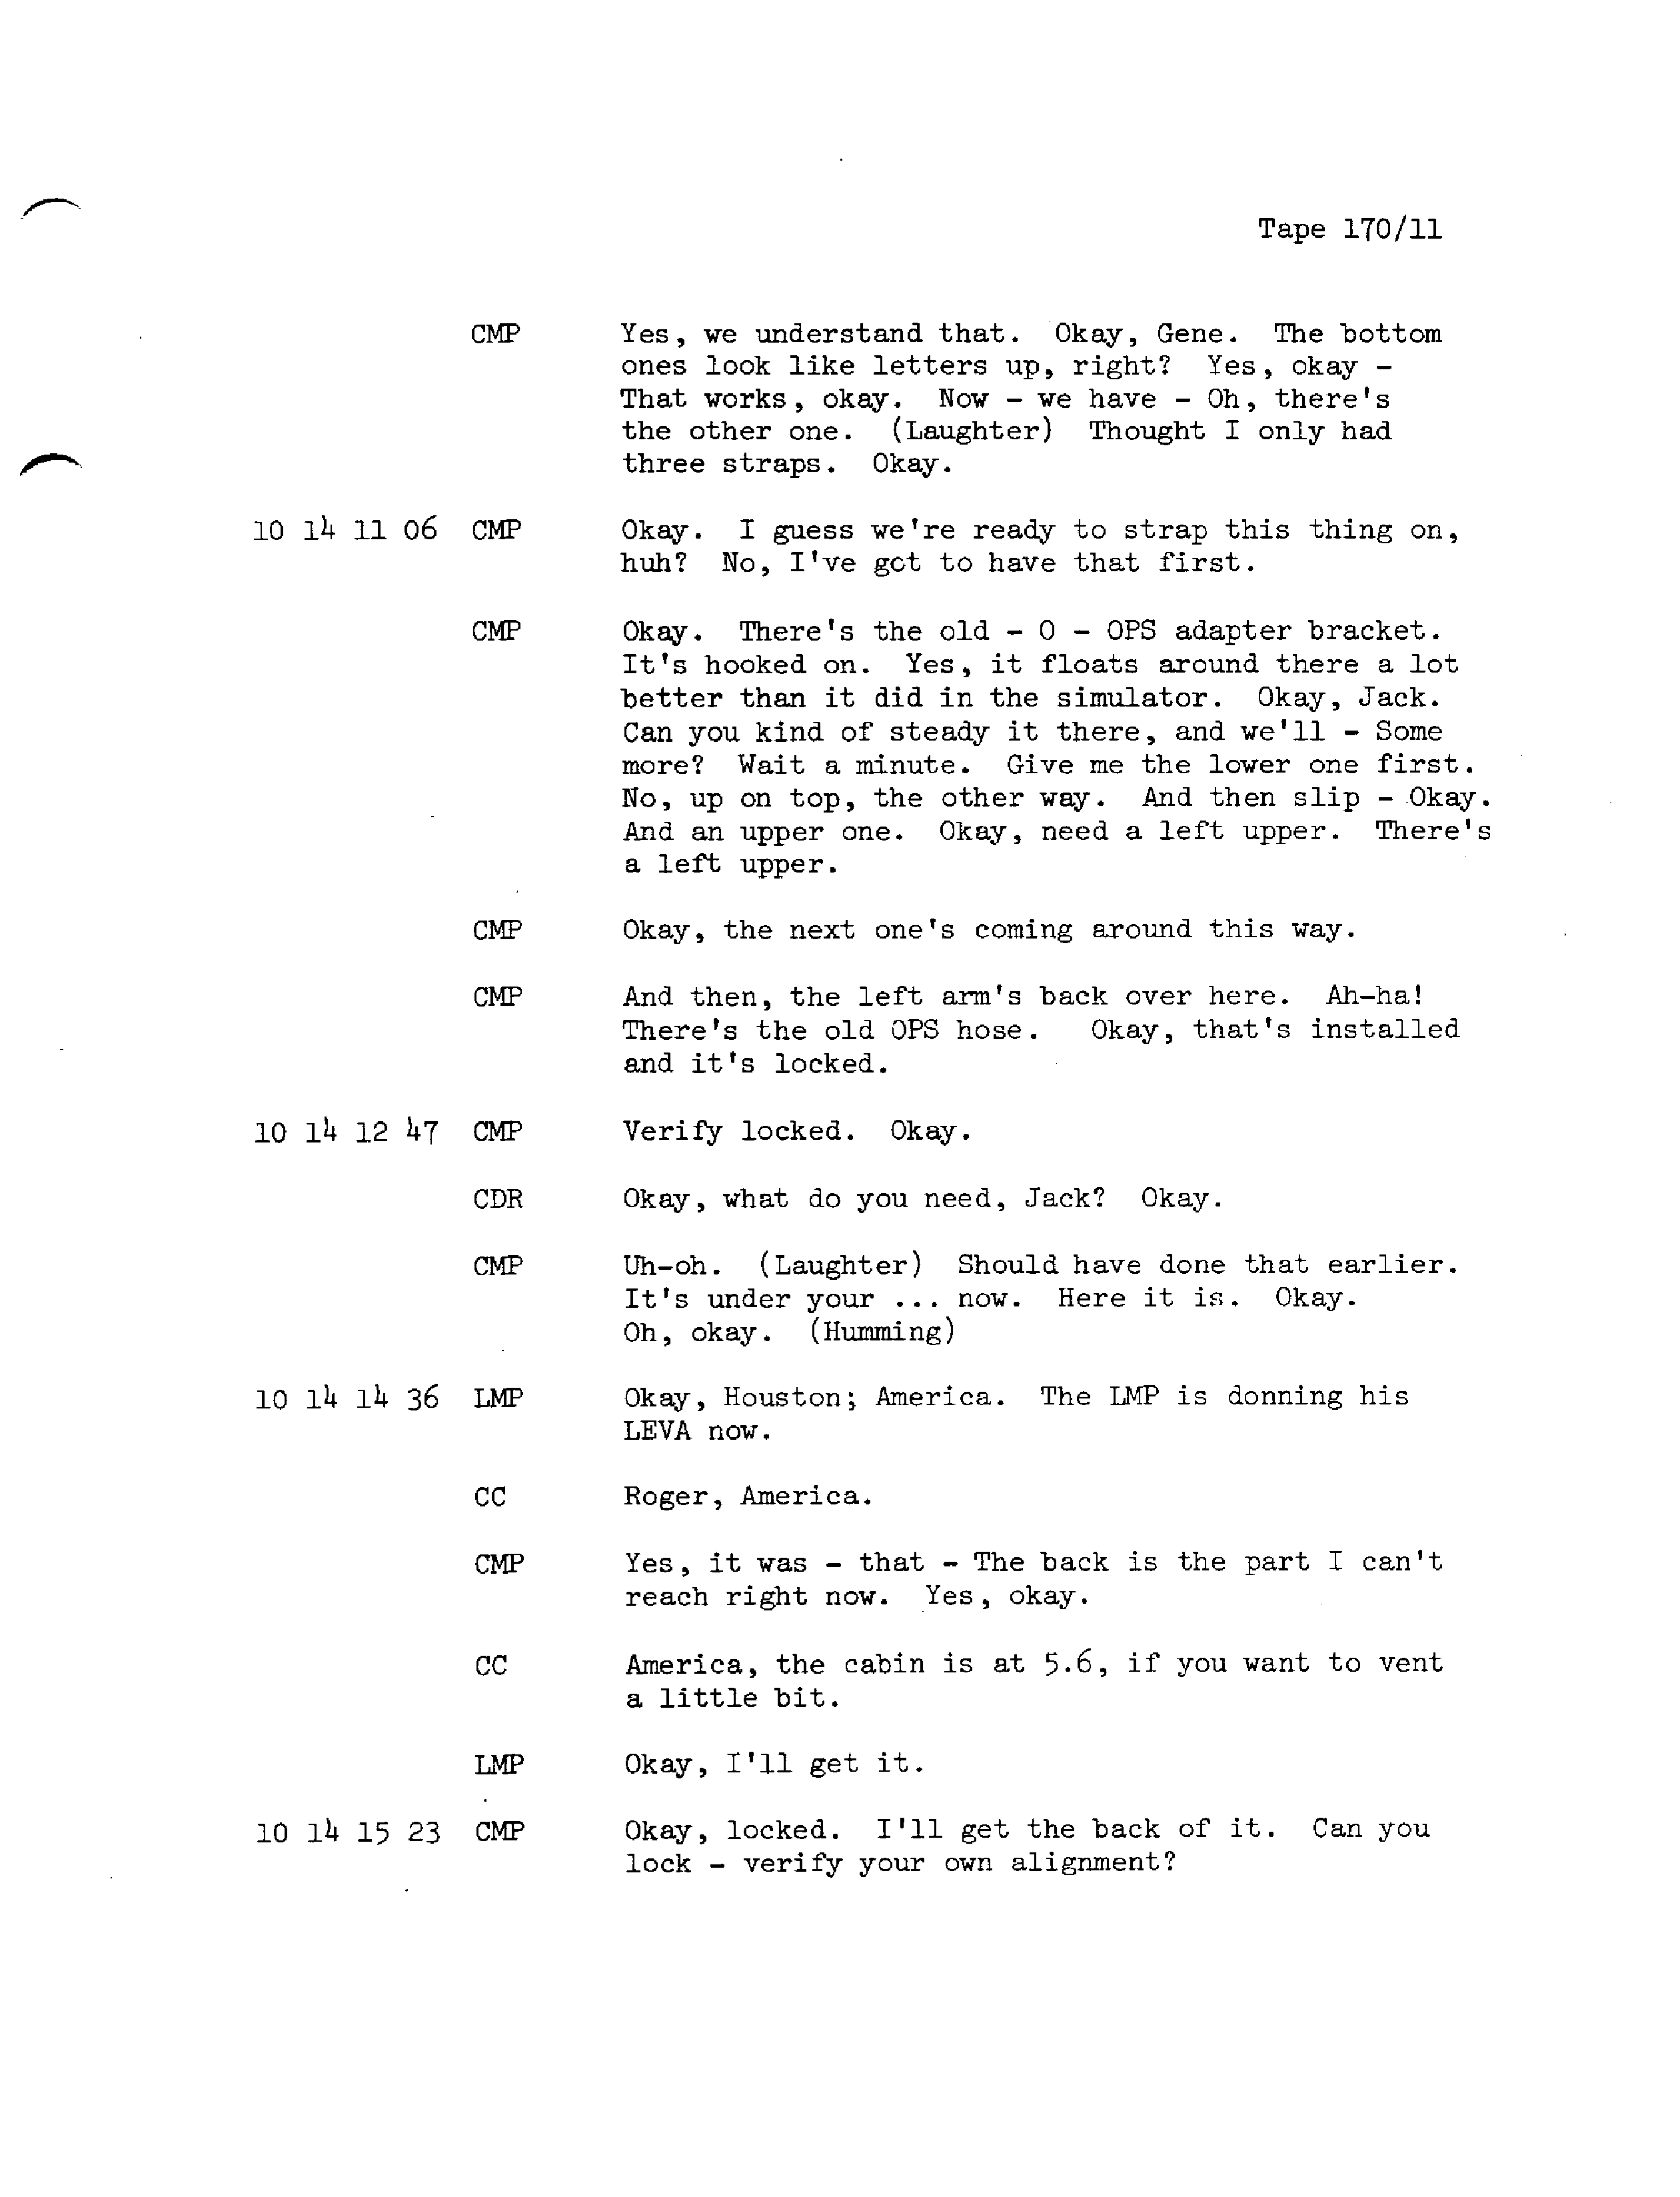 Tape 170/11
CMP Yes, we understand that. Okay, Gene. The bottom
ones look like letters up, right? Yes, okay -
That works, okay. Now - we have - Oh, there's
the other one. (Laughter) Thought I only had
three straps. Okay.
10 14 11 06 CMP Okay. I guess we're ready to strap this thing on,
huh? No, I've got to have that first.
CMP Okay. There's the old - O - OPS adapter bracket.
It's hooked on. Yes, it floats around there a lot
better than it did in the simulator. Okay, Jack.
Can you kind of steady it there, and we'll - Some
more? Wait a minute. Give me the lower one first.
No, up on top, the other way. And then slip - Okay.
And an upper one. Okay, need a left upper. There's
a left upper.
CMP Okay, the next one's coming around this way.
CMP And then, the left arm's back over here. Ah-ha!
There's the old OPS hose. Okay, that's installed
and it's locked.
10 14 12 47 CMP Verify locked. Okay.
CDR Okay, what do you need, Jack? Okay.
CMP Uh-oh. (Laughter) Should have done that earlier.
It's under your ... now. Here it is. Okay.
Oh, okay. (Humming)
10 14 14 36 LMP Okay, Houston; America. The LMP is donning his
LEVA now.
CC Roger, America.
CMP Yes, it was - that - The back is the part I can't
reach right now. Yes, okay.
CC America, the cabin is at 5.6, if you want to vent
a little bit.
LMP Okay, I'll get it.
10 14 15 23 CMP Okay, locked. I'll get the back of it. Can you
lock - verify your own alignment?